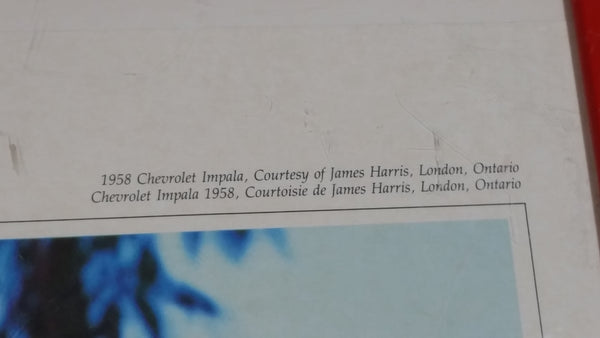 1958 Chevrolet Impala, Courtesy of James Harris, London, Ontario
Chevrolet Impala 1958, Courtoisie de James Harris, London, Ontario